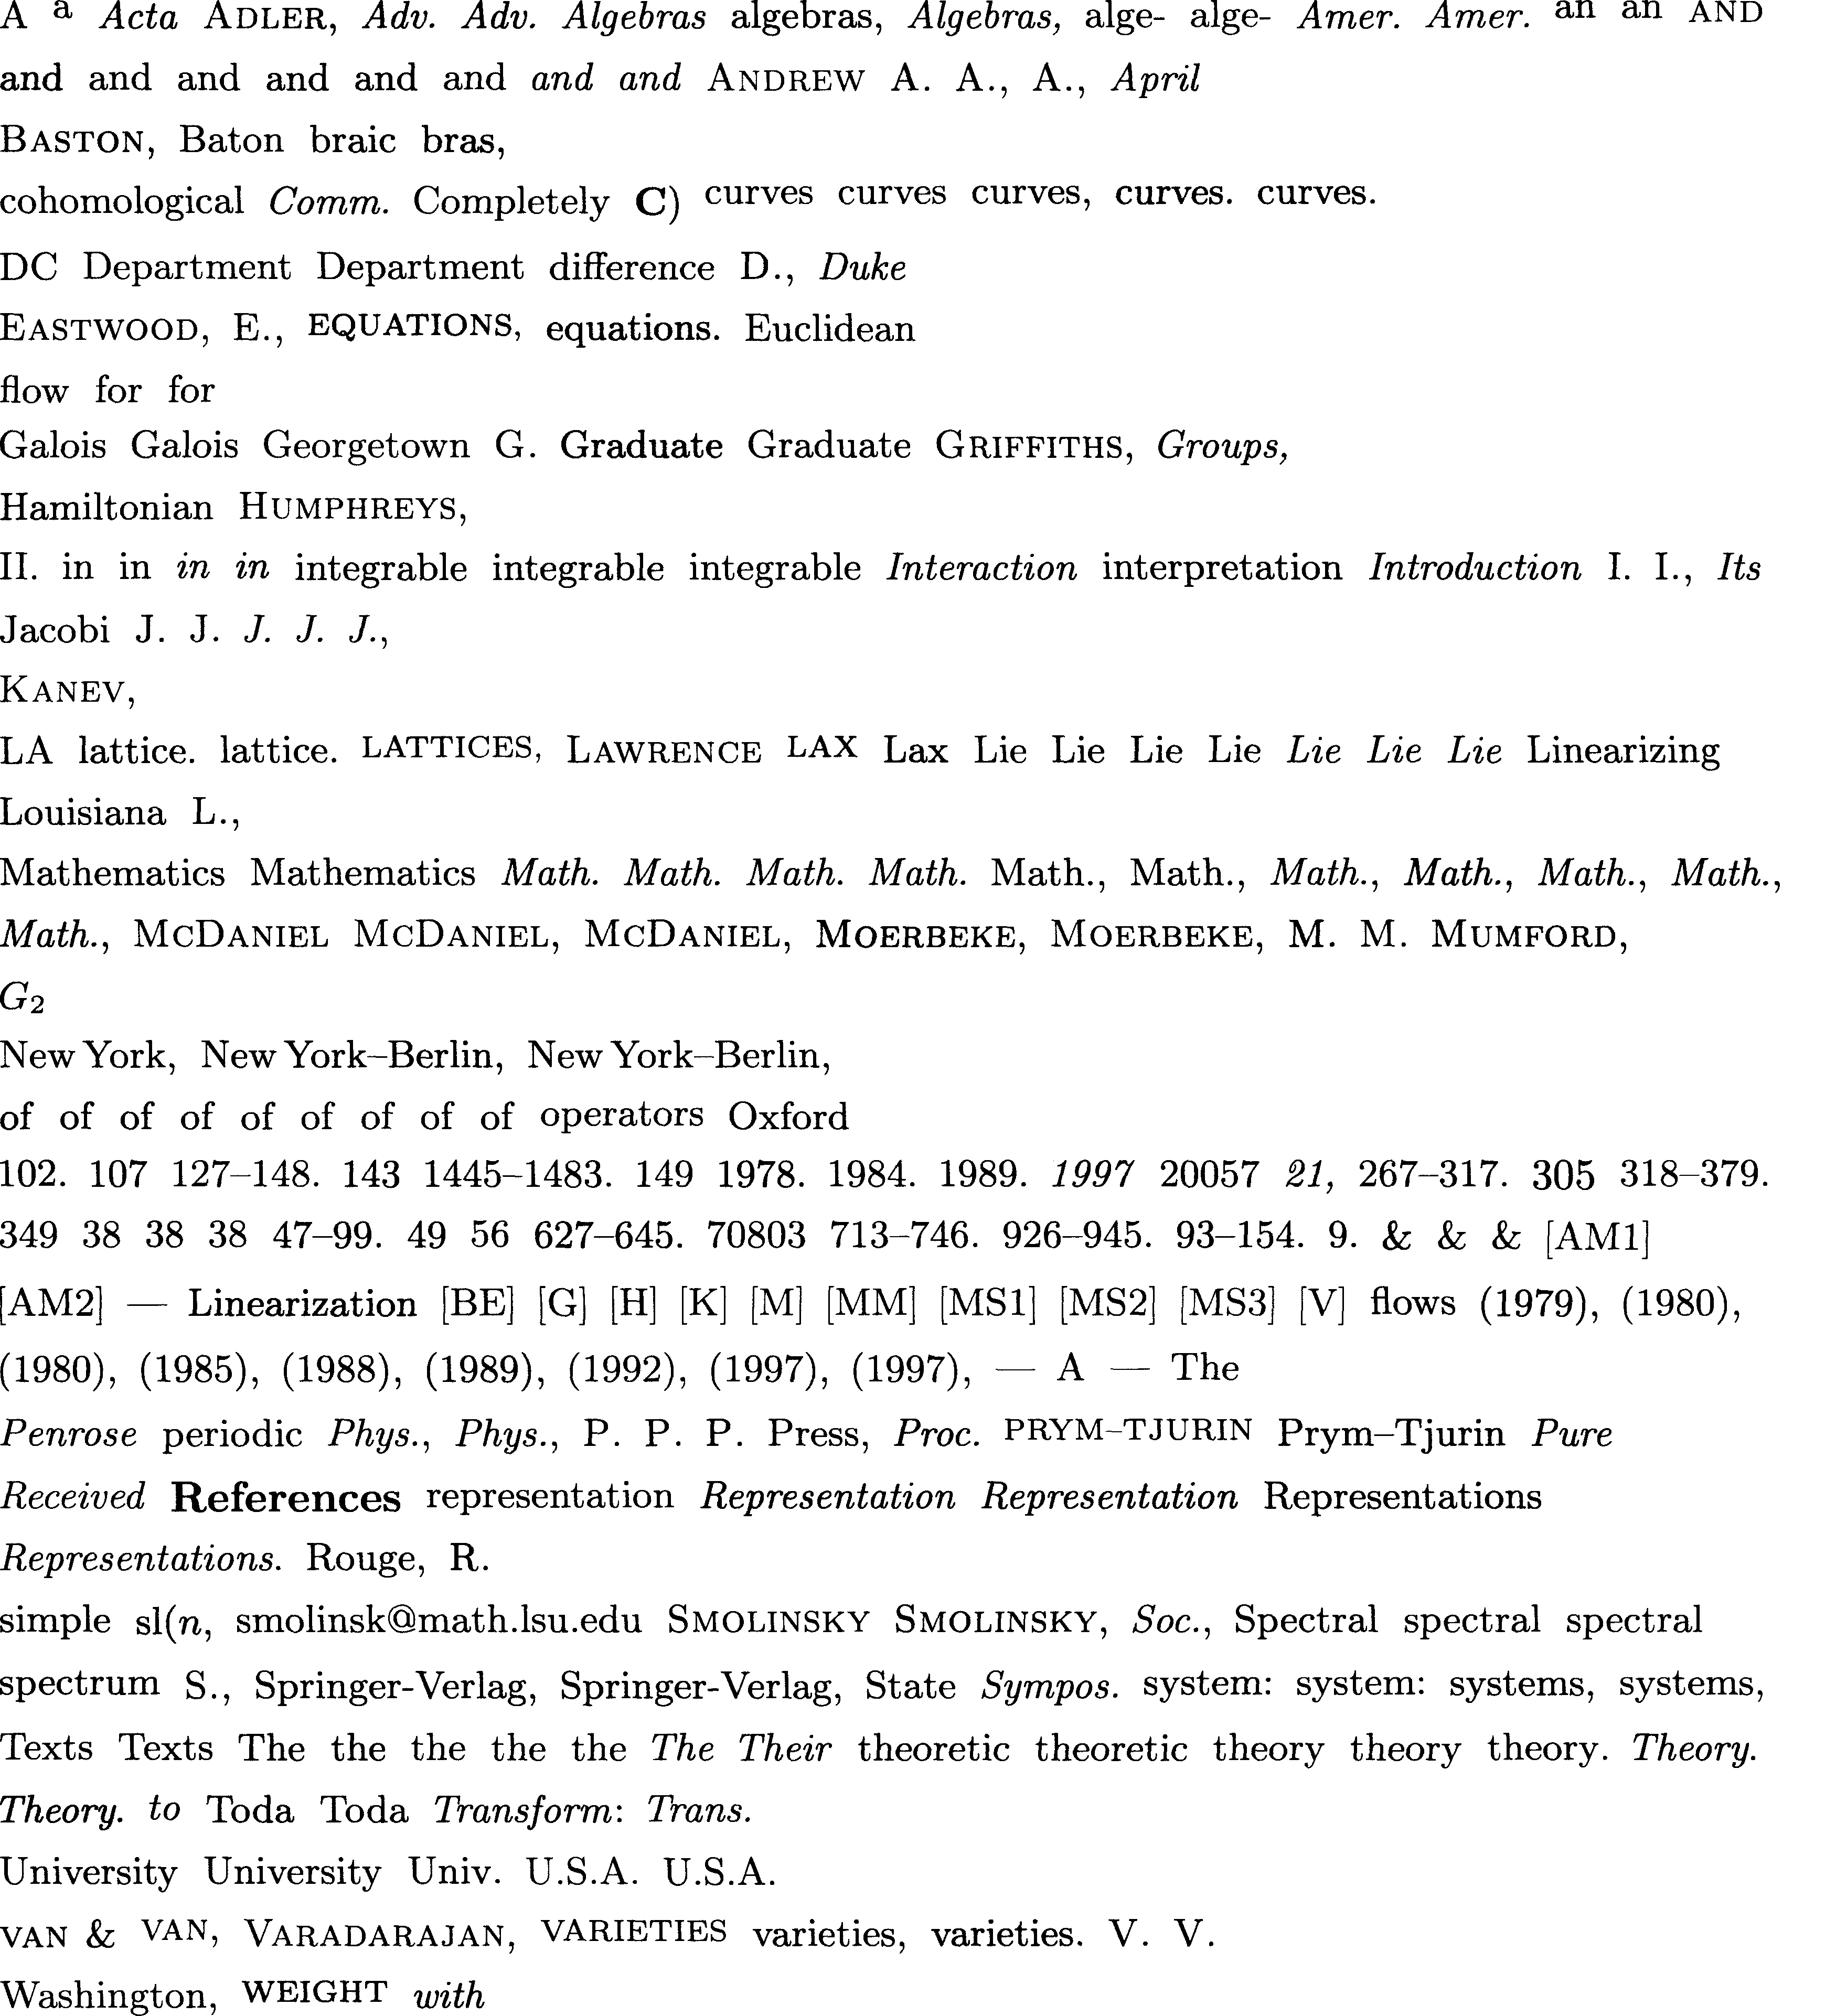 A a Acta ADLER, Adv. Adv. Algebras algebras, Algebras, alge- alge- Amer. Amer. an an AND
and and and and and and and and ANDREW A. A., A., April
BASTON, Baton braic bras,
cohomological Comm. Completely C) curves curves curves, curves. curves.
DC Department Department difference D., Duke
EASTWOOD, E., EQUATIONS, equations. Euclidean
flow for for
Galois Galois Georgetown G. Graduate Graduate GRIFFITHS, Groups,
Hamiltonian HUMPHREYS,
II. in in in in integrable integrable integrable Interaction interpretation Introduction I. I., Its
Jacobi J. J. J. J. J.,
KANEV,
LA lattice. lattice. LATTICES, LAWRENCE LAX Lax Lie Lie Lie Lie Lie Lie Lie Linearizing
Louisiana L.,
Mathematics Mathematics Math. Math. Math. Math. Math., Math., Math., Math., Math., Math.,
Math., MCDANIEL MCDANIEL, MCDANIEL, MOERBEKE, MOERBEKE, M. M. MUMFORD,
G₂
New York, New York–Berlin, New York–Berlin,
of of of of of of of of of operators Oxford
102. 107 127–148. 143 1445–1483. 149 1978. 1984. 1989. 1997 20057 21, 267–317. 305 318–379.
349 38 38 38 47–99. 49 56 627–645. 70803 713–746. 926–945. 93–154. 9. & & & [AM1]
[AM2] — Linearization [BE] [G] [H] [K] [M] [MM] [MS1] [MS2] [MS3] [V] flows (1979), (1980),
(1980), (1985), (1988), (1989), (1992), (1997), (1997), — A — The
Penrose periodic Phys., Phys., P. P. P. Press, Proc. PRYM–TJURIN Prym–Tjurin Pure
Received References representation Representation Representation Representations
Representations. Rouge, R.
simple sl(n, smolinsk@math.lsu.edu SMOLINSKY SMOLINSKY, Soc., Spectral spectral spectral
spectrum S., Springer-Verlag, Springer-Verlag, State Sympos. system: system: systems, systems,
Texts Texts The the the the the The Their theoretic theoretic theory theory theory. Theory.
Theory. to Toda Toda Transform: Trans.
University University Univ. U.S.A. U.S.A.
VAN & VAN, VARADARAJAN, VARIETIES varieties, varieties. V. V.
Washington, WEIGHT with